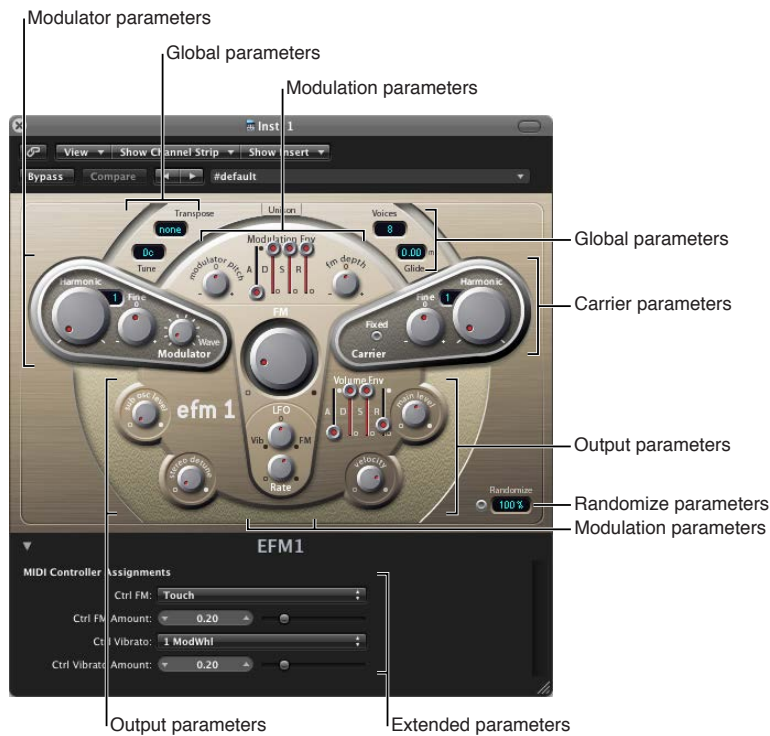 Modulator parameters
Global parameters
Modulation parameters
Inst 1
View Show Channel Strip Show Insert
Bypass Compare #default
Transpose
none
0c
Tune
Unison
Voices
8
0.00
Glide
Global parameters
Modulation Env
A D S R
modulator pitch
0
- +
fm depth
0
- +
Harmonic
1
Fine
0
- +
Wave
Modulator
FM
Harmonic
1
Fine
0
- +
Fixed
Carrier
Carrier parameters
sub osc level
efm 1
stereo detune
LFO
0
Vib FM
Rate
Volume Env
A D S R
main level
velocity
Output parameters
Randomize
100%
Randomize parameters
Modulation parameters
EFM1
MIDI Controller Assignments
Ctrl FM: Touch
Ctrl FM Amount: 0.20
Ctrl Vibrato: 1 ModWhl
Ctrl Vibrato Amount: 0.20
Output parameters
Extended parameters